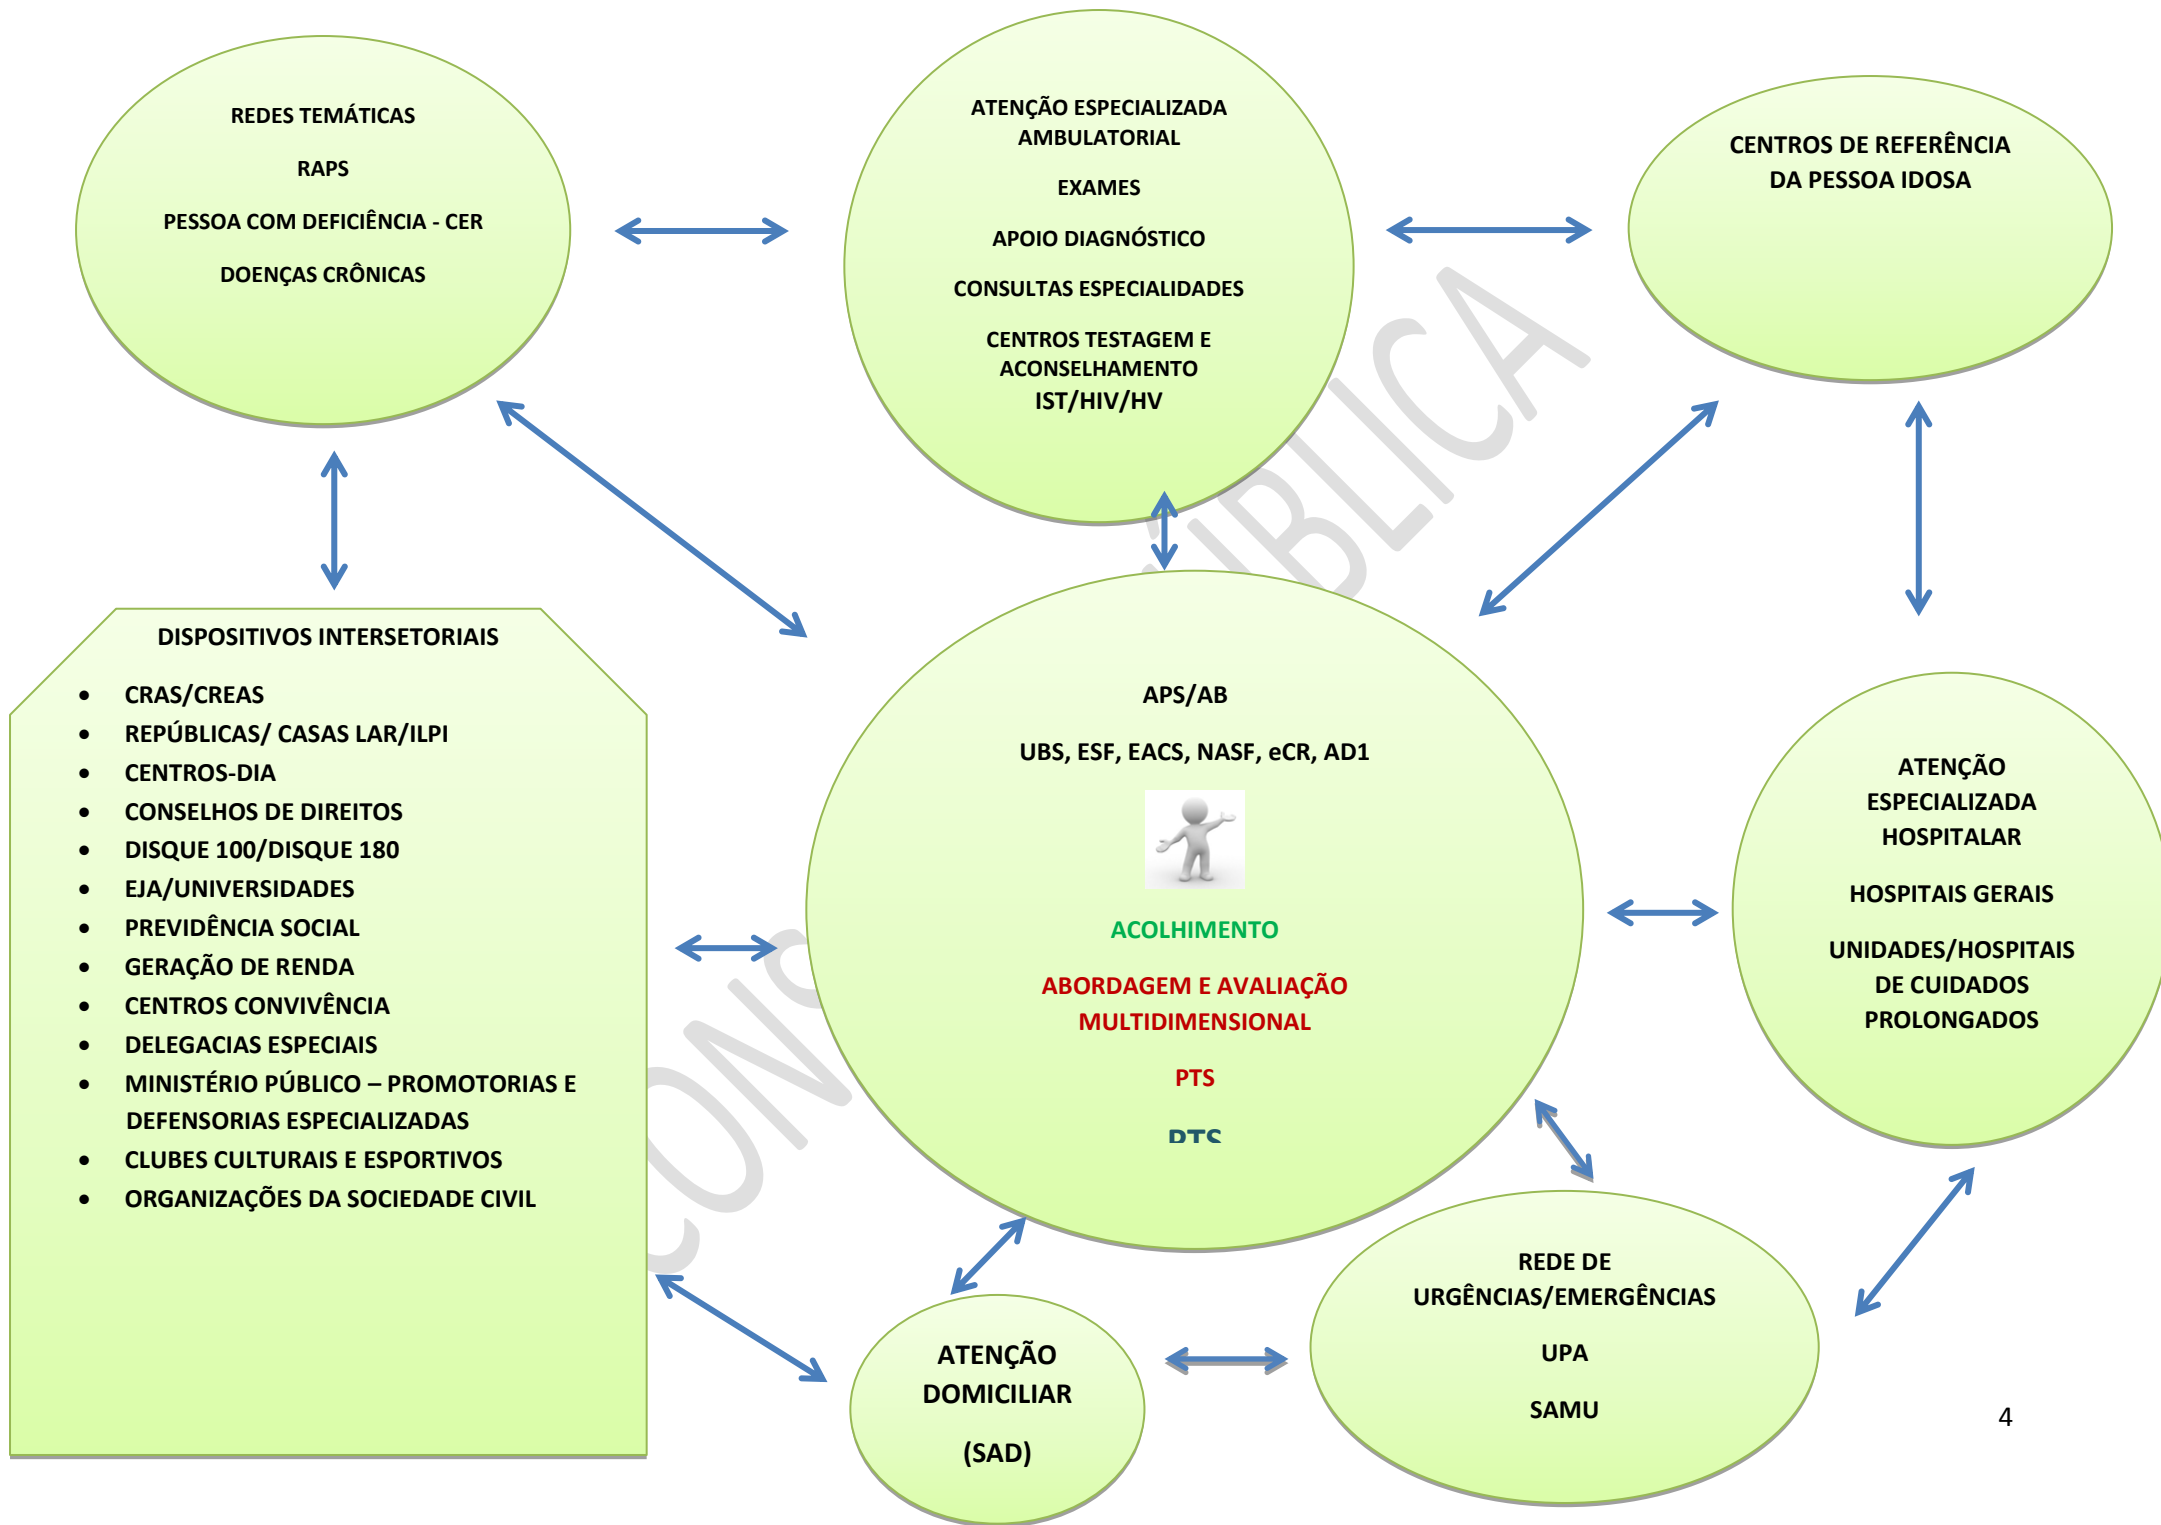 REDES TEMÁTICAS
RAPS
PESSOA COM DEFICIÊNCIA - CER
DOENÇAS CRÔNICAS
ATENÇÃO ESPECIALIZADA
AMBULATORIAL
EXAMES
APOIO DIAGNÓSTICO
CONSULTAS ESPECIALIDADES
CENTROS TESTAGEM E
ACONSELHAMENTO
IST/HIV/HV
CENTROS DE REFERÊNCIA
DA PESSOA IDOSA
DISPOSITIVOS INTERSETORIAIS
• CRAS/CREAS
• REPÚBLICAS/ CASAS LAR/ILPI
• CENTROS-DIA
• CONSELHOS DE DIREITOS
• DISQUE 100/DISQUE 180
• EJA/UNIVERSIDADES
• PREVIDÊNCIA SOCIAL
• GERAÇÃO DE RENDA
• CENTROS CONVIVÊNCIA
• DELEGACIAS ESPECIAIS
• MINISTÉRIO PÚBLICO – PROMOTORIAS E
DEFENSORIAS ESPECIALIZADAS
• CLUBES CULTURAIS E ESPORTIVOS
• ORGANIZAÇÕES DA SOCIEDADE CIVIL
APS/AB
UBS, ESF, EACS, NASF, eCR, AD1
ACOLHIMENTO
ABORDAGEM E AVALIAÇÃO
MULTIDIMENSIONAL
PTS
PTS
ATENÇÃO
ESPECIALIZADA
HOSPITALAR
HOSPITAIS GERAIS
UNIDADES/HOSPITAIS
DE CUIDADOS
PROLONGADOS
ATENÇÃO
DOMICILIAR
(SAD)
REDE DE
URGÊNCIAS/EMERGÊNCIAS
UPA
SAMU
4